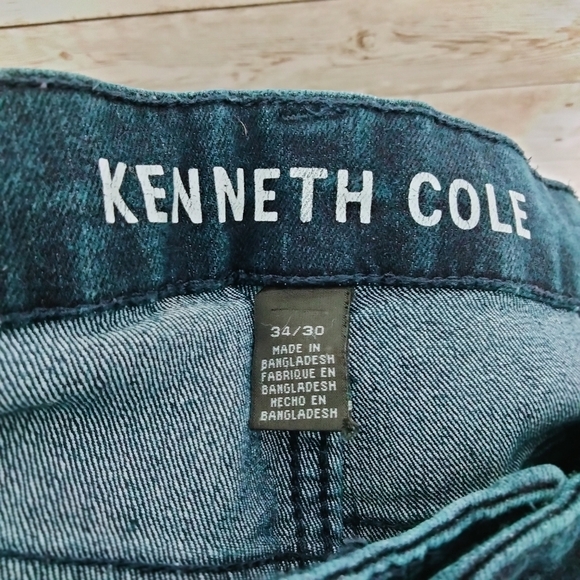 KENNETH COLE
34/30
MADE IN
BANGLADESH
FABRIQUE EN
BANGLADESH
HECHO EN
BANGLADESH